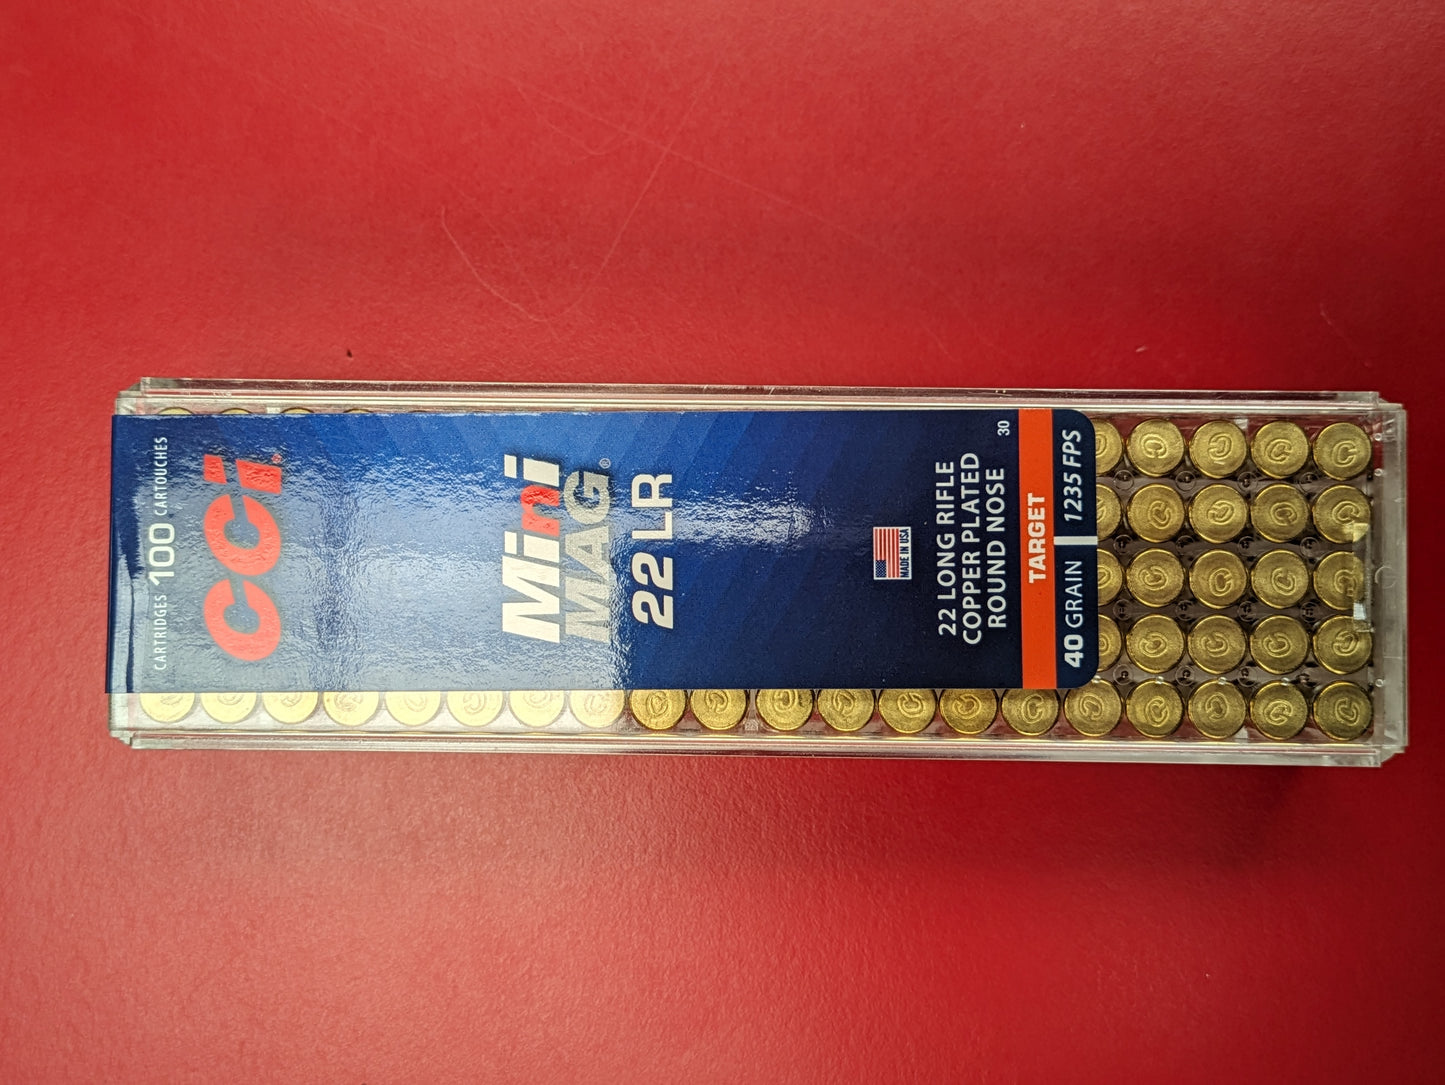 CARTRIDGES 100 CARTOUCHES
CCi®
Mini
MAG®
22 LR
MADE IN USA
22 LONG RIFLE
COPPER PLATED
ROUND NOSE
30
TARGET
40 GRAIN | 1235 FPS